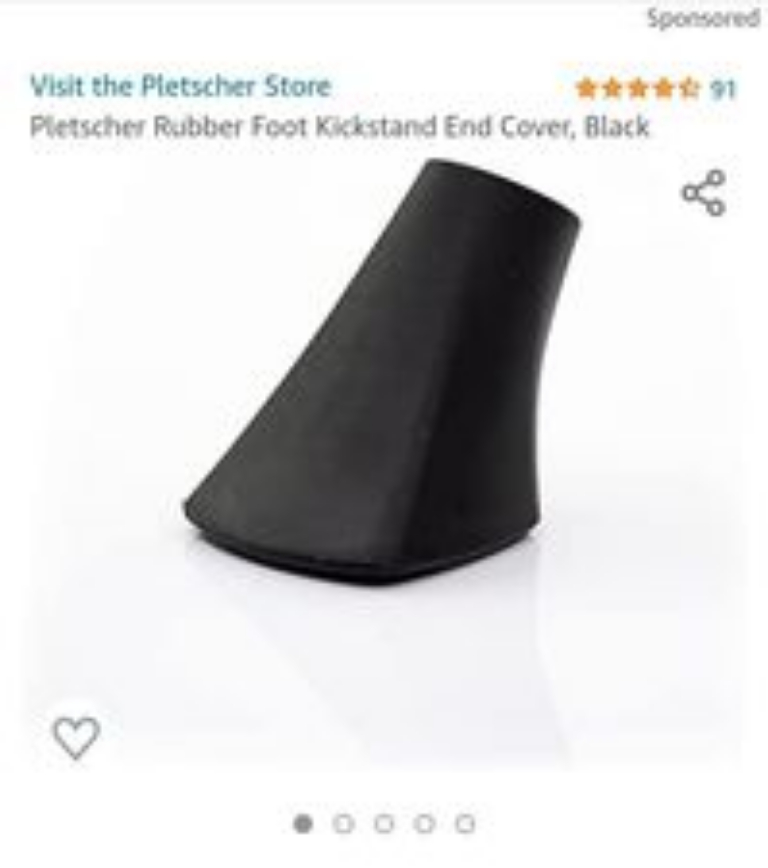 Sponsored
Visit the Pletscher Store 91
Pletscher Rubber Foot Kickstand End Cover, Black